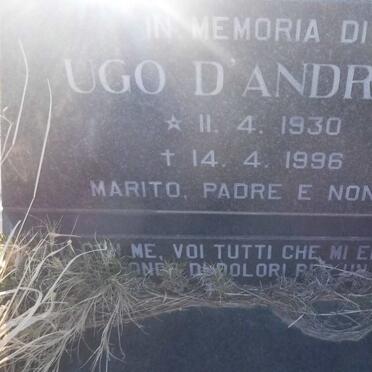 IN MEMORIA DI
UGO D'ANDR
★ 11. 4. 1930
✝ 14. 4. 1996
MARITO, PADRE E NON
ME, VOI TUTTI CHE MI
DOLORI